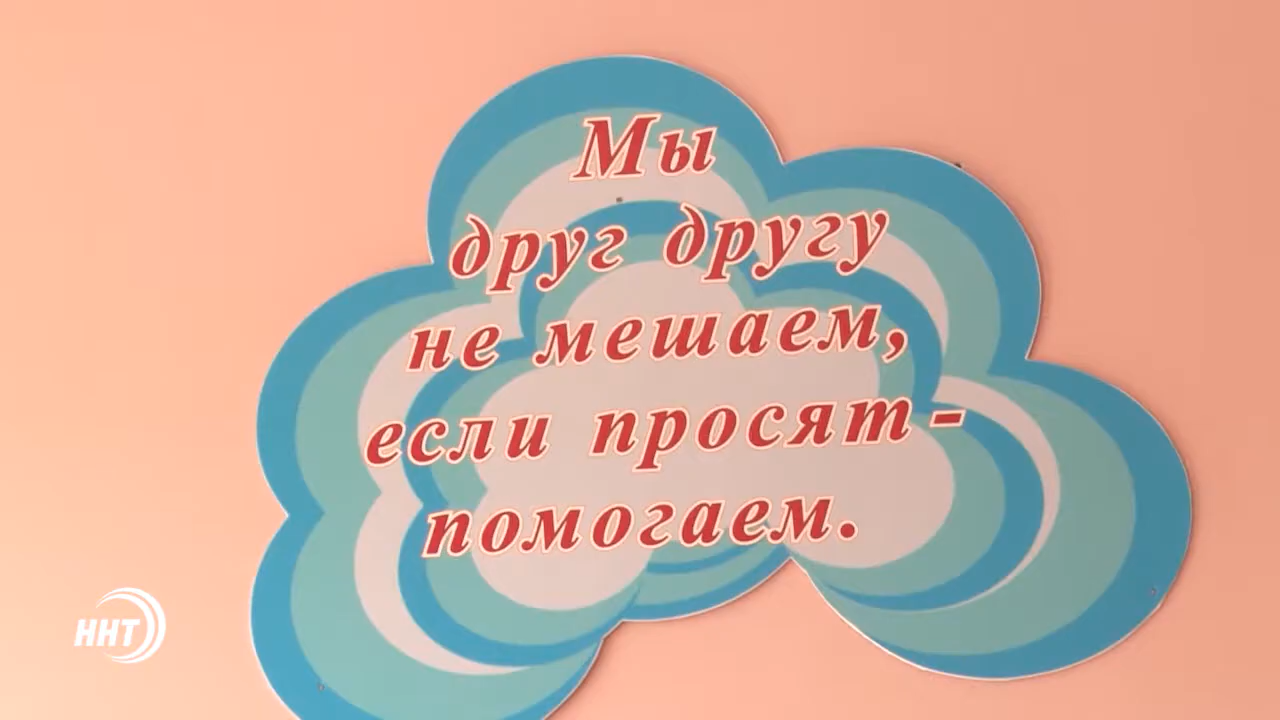 Мы
друг другу
не мешаем,
если просят-
помогаем.
ННТ